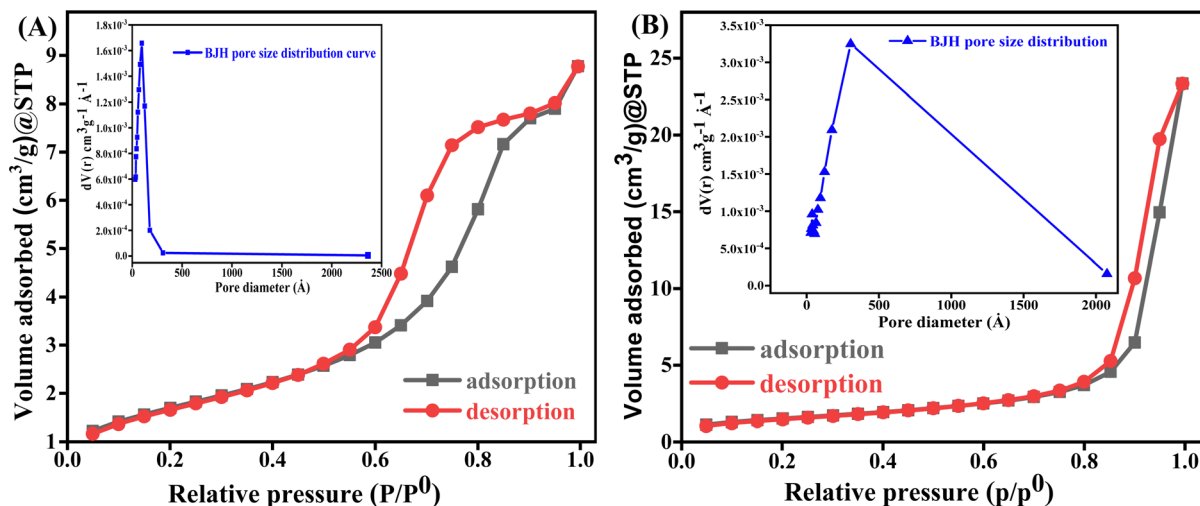 (A)
Volume adsorbed (cm³/g)@STP
9
8
7
6
5
4
3
2
1
0.0 0.2 0.4 0.6 0.8 1.0
Relative pressure (P/P⁰)
adsorption
desorption
dV(r) cm³g⁻¹ Å⁻¹
1.8x10⁻³
1.6x10⁻³
1.4x10⁻³
1.2x10⁻³
1.0x10⁻³
8.0x10⁻⁴
6.0x10⁻⁴
4.0x10⁻⁴
2.0x10⁻⁴
0.0
0 500 1000 1500 2000 2500
Pore diameter (Å)
BJH pore size distribution curve
(B)
Volume adsorbed (cm³/g)@STP
25
20
15
10
5
0
0.0 0.2 0.4 0.6 0.8 1.0
Relative pressure (p/p⁰)
adsorption
desorption
dV(r) cm³g⁻¹ Å⁻¹
3.5x10⁻³
3.0x10⁻³
2.5x10⁻³
2.0x10⁻³
1.5x10⁻³
1.0x10⁻³
5.0x10⁻⁴
0.0
0 500 1000 1500 2000
Pore diameter (Å)
BJH pore size distribution